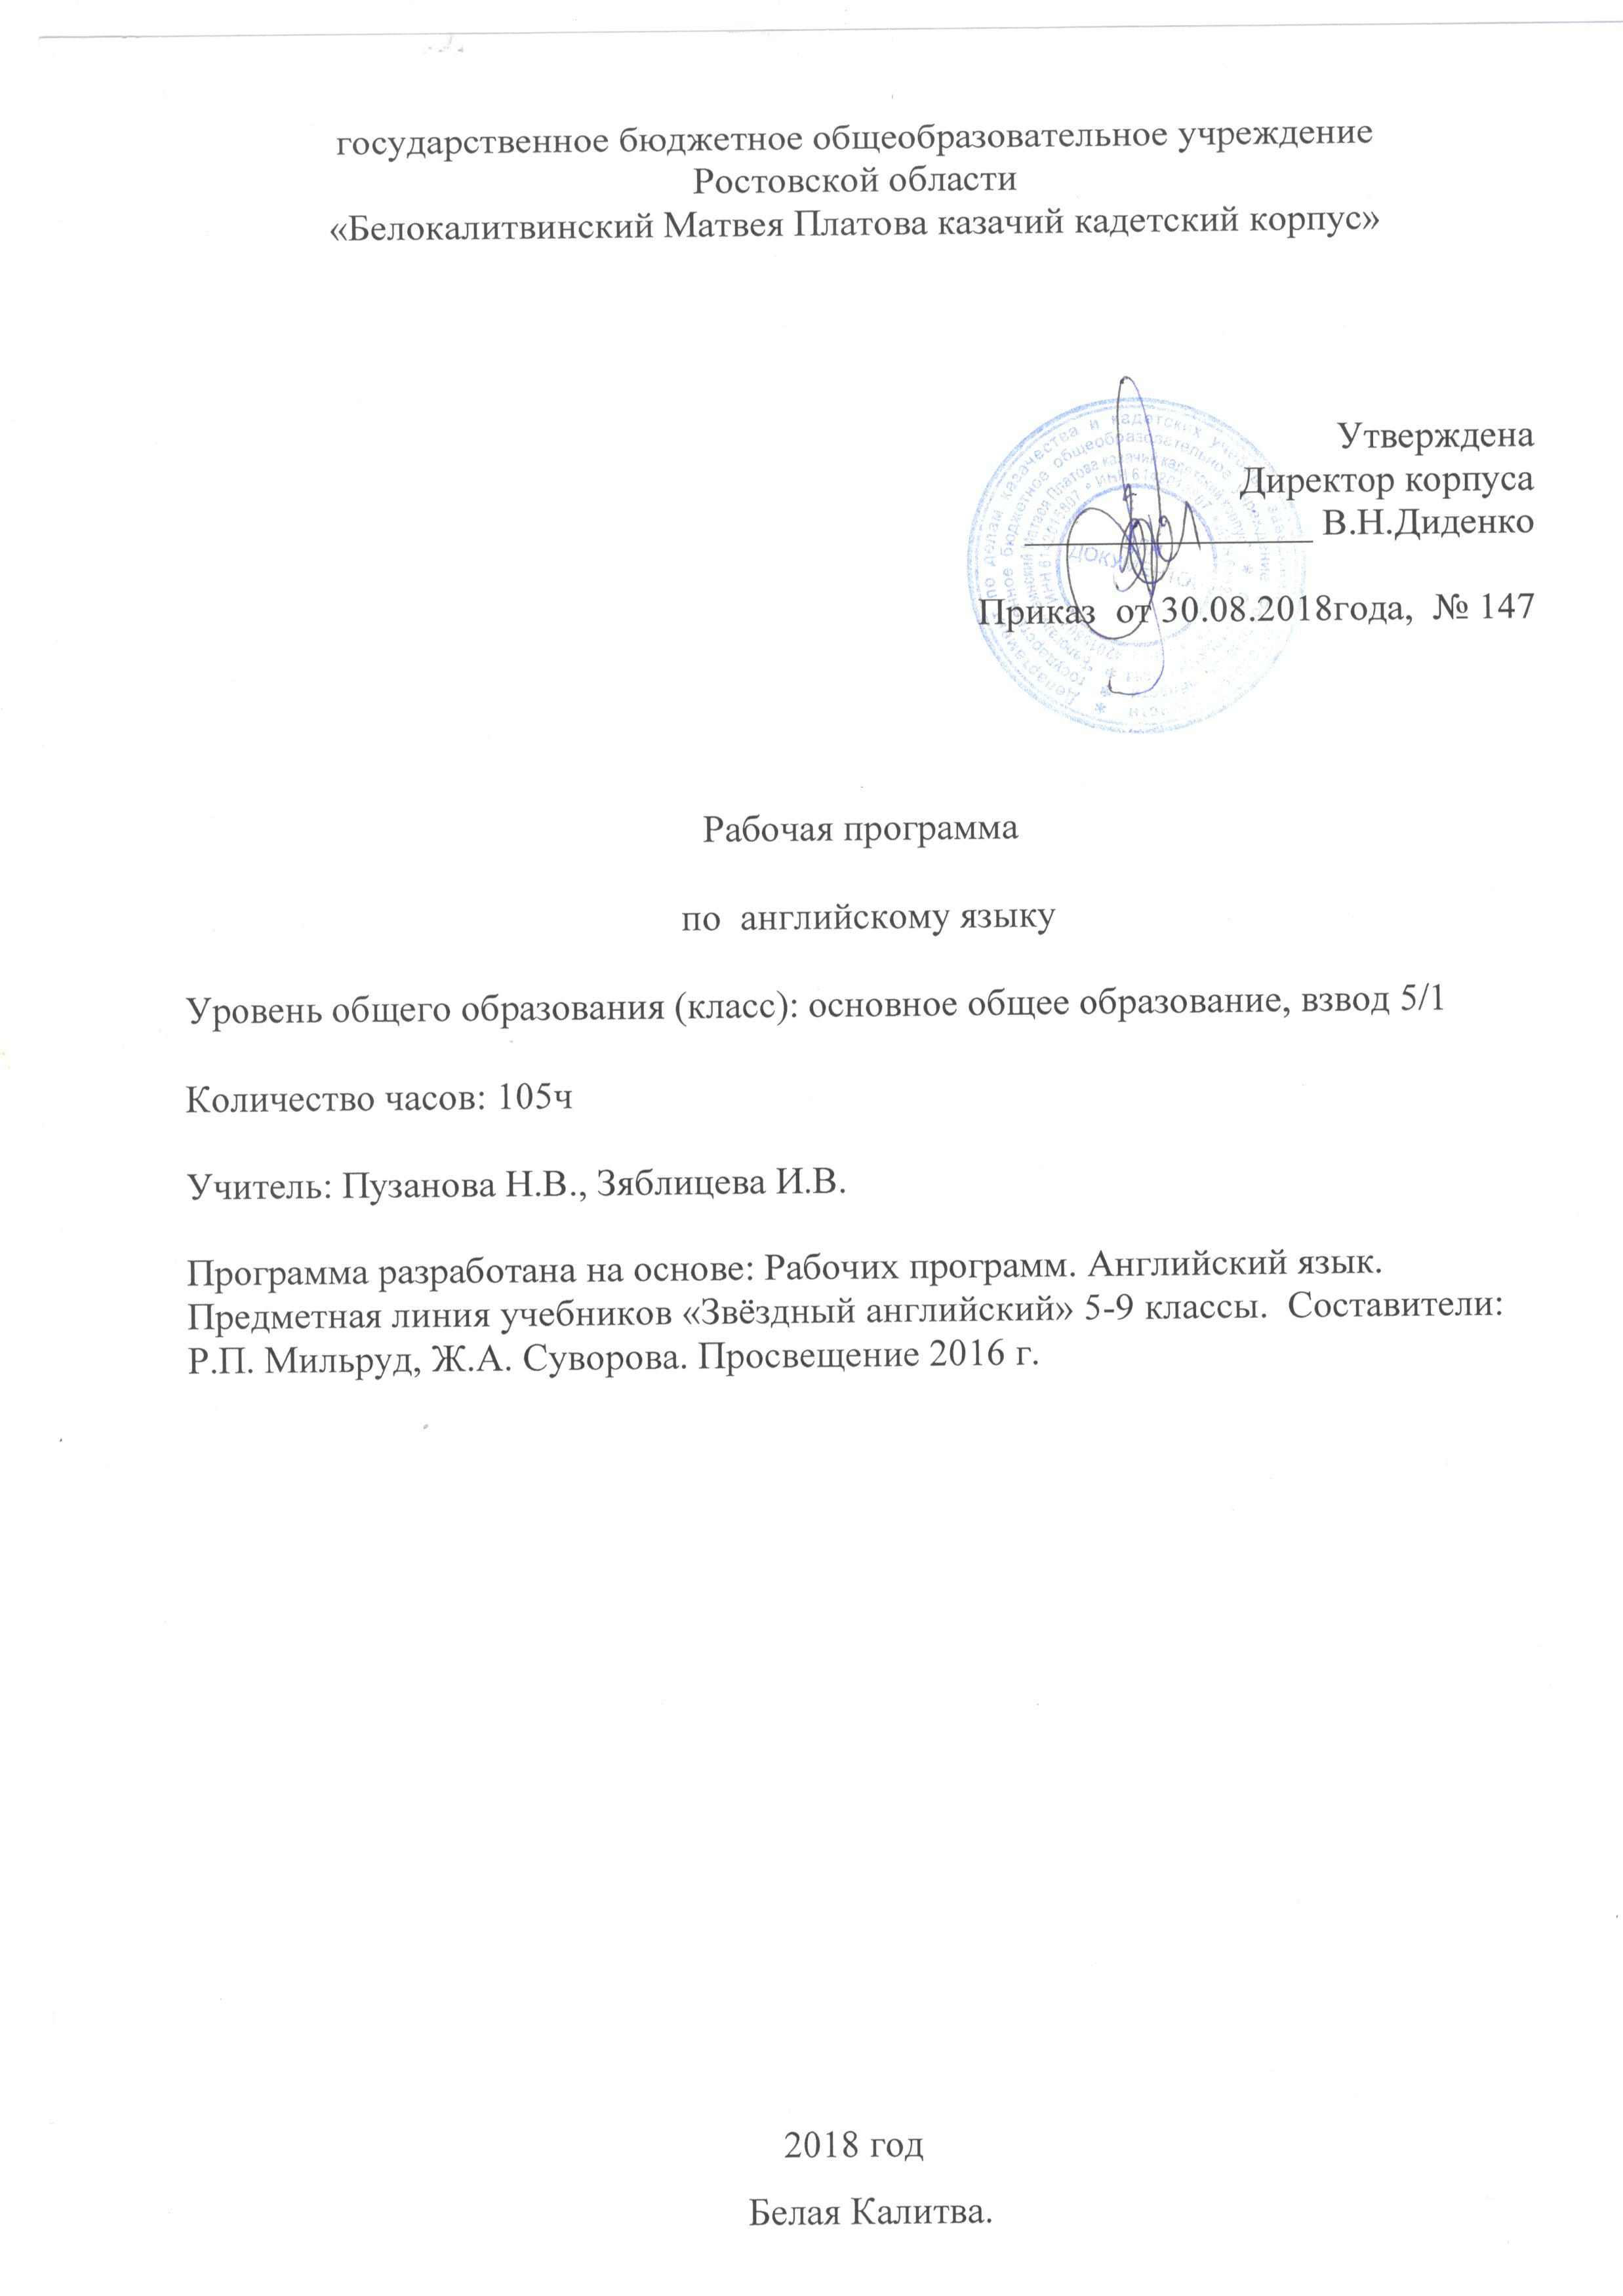 государственное бюджетное общеобразовательное учреждение
Ростовской области
«Белокалитвинский Матвея Платова казачий кадетский корпус»
Утверждена
Директор корпуса
В.Н.Диденко
Приказ от 30.08.2018года, № 147
Рабочая программа
по английскому языку
Уровень общего образования (класс): основное общее образование, взвод 5/1
Количество часов: 105ч
Учитель: Пузанова Н.В., Зяблицева И.В.
Программа разработана на основе: Рабочих программ. Английский язык.
Предметная линия учебников «Звёздный английский» 5-9 классы. Составители:
Р.П. Мильруд, Ж.А. Суворова. Просвещение 2016 г.
2018 год
Белая Калитва.